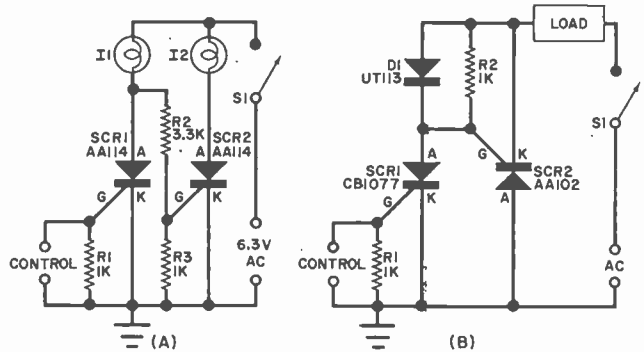 I1
I2
S1
R2
3.3K
SCR1
AA114
A
G
K
SCR2
AA114
A
G
K
CONTROL
R1
1K
R3
1K
6.3V
AC
(A)
LOAD
D1
UT113
R2
1K
S1
SCR1
CB1077
A
G
K
G
K
A
SCR2
AA102
CONTROL
R1
1K
AC
(B)